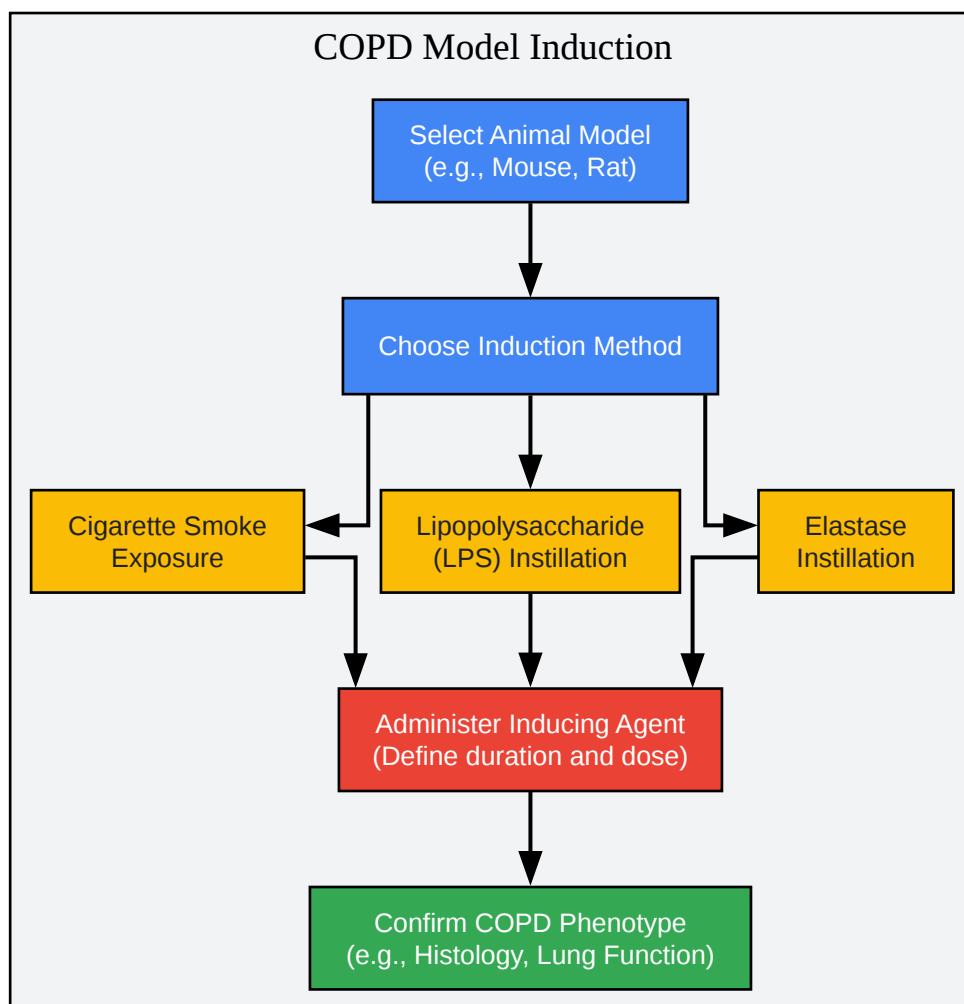 COPD Model Induction
Select Animal Model
(e.g., Mouse, Rat)
Choose Induction Method
Cigarette Smoke
Exposure
Lipopolysaccharide
(LPS) Instillation
Elastase
Instillation
Administer Inducing Agent
(Define duration and dose)
Confirm COPD Phenotype
(e.g., Histology, Lung Function)